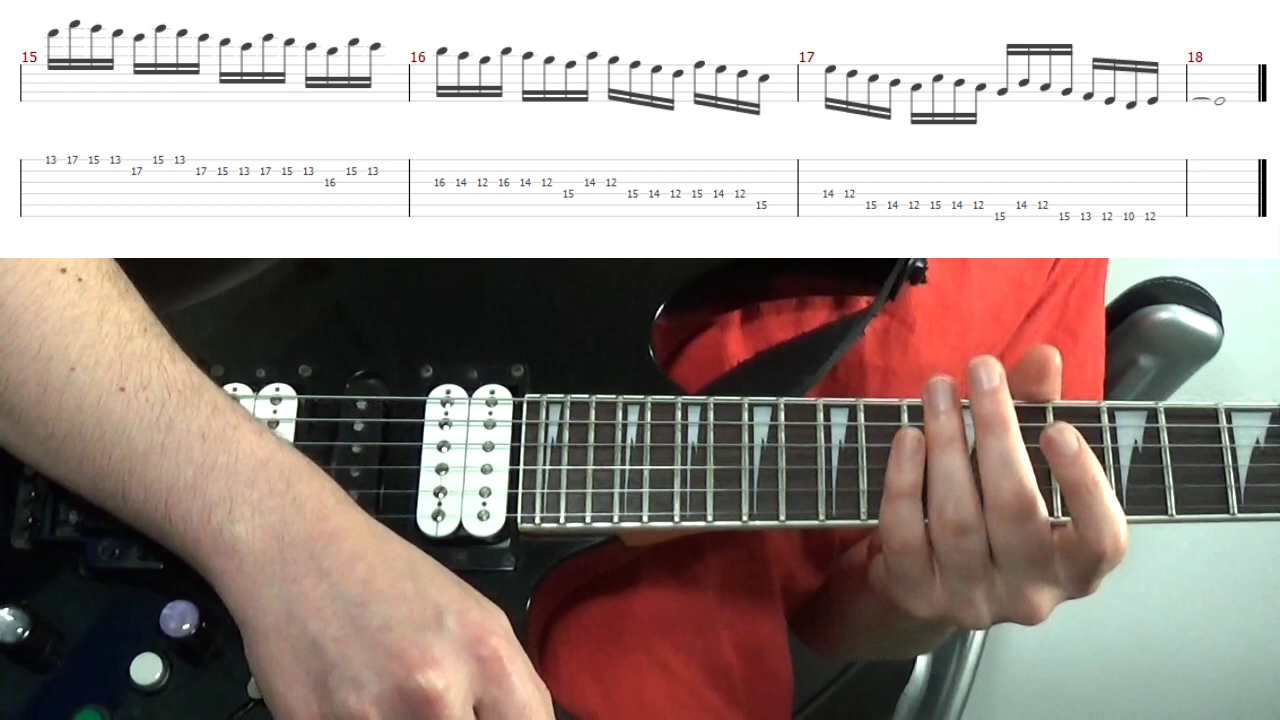 15 16 17 18
13 17 15 13 15 13 
17 17 15 13 17 15 13 15 13
16 16 14 12 16 14 12 14 12
15 15 14 12 15 14 12 14 12
15 15 14 12 15 14 12 14 12
15 15 13 12 10 12